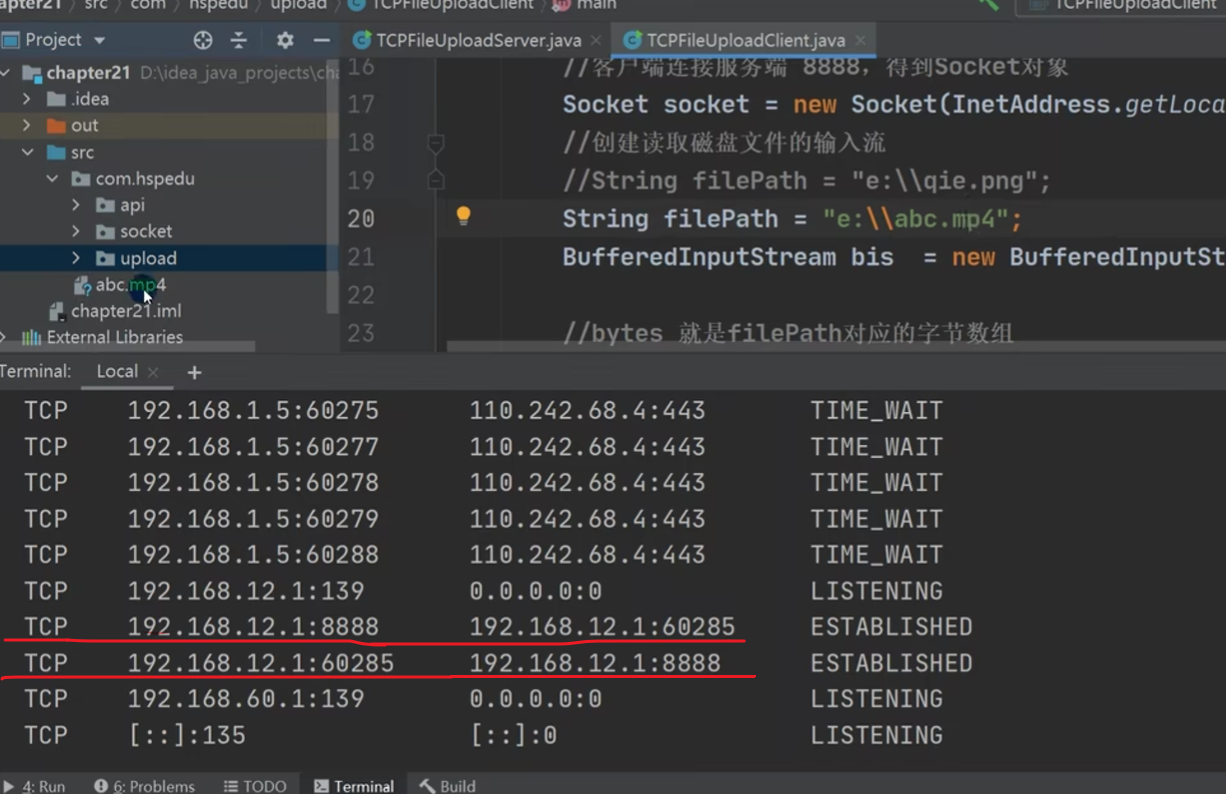 apter21 〉 src 〉 com 〉 hspedu 〉 upload 〉 TCPFileUploadClient 〉 main
TCPFileUploadClient
Project
TCPFileUploadServer.java
TCPFileUploadClient.java
chapter21 D:\idea_java_projects\cha
.idea
out
src
com.hspedu
api
socket
upload
abc.mp4
chapter21.iml
External Libraries
16 //客户端连接服务端 8888，得到Socket对象
17 Socket socket = new Socket(InetAddress.getLoca
18 //创建读取磁盘文件的输入流
19 //String filePath = "e:\\qie.png";
20 String filePath = "e:\\abc.mp4";
21 BufferedInputStream bis  = new BufferedInputSt
22
23 //bytes 就是filePath对应的字节数组
Terminal: Local × +
TCP 192.168.1.5:60275 110.242.68.4:443 TIME_WAIT
TCP 192.168.1.5:60277 110.242.68.4:443 TIME_WAIT
TCP 192.168.1.5:60278 110.242.68.4:443 TIME_WAIT
TCP 192.168.1.5:60279 110.242.68.4:443 TIME_WAIT
TCP 192.168.1.5:60288 110.242.68.4:443 TIME_WAIT
TCP 192.168.12.1:139 0.0.0.0:0 LISTENING
TCP 192.168.12.1:8888 192.168.12.1:60285 ESTABLISHED
TCP 192.168.12.1:60285 192.168.12.1:8888 ESTABLISHED
TCP 192.168.60.1:139 0.0.0.0:0 LISTENING
TCP [::]:135 [::]:0 LISTENING
4: Run 6: Problems TODO Terminal Build